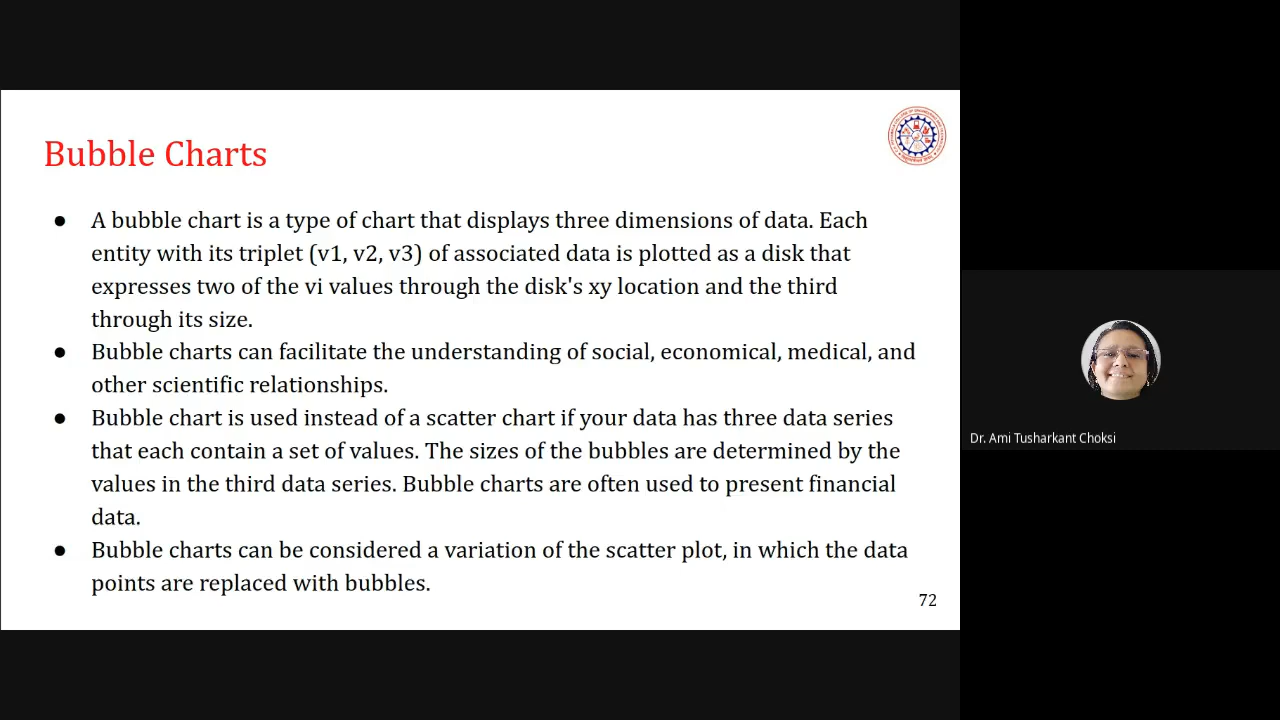 Bubble Charts
● A bubble chart is a type of chart that displays three dimensions of data. Each
entity with its triplet (v1, v2, v3) of associated data is plotted as a disk that
expresses two of the vi values through the disk's xy location and the third
through its size.
● Bubble charts can facilitate the understanding of social, economical, medical, and
other scientific relationships.
● Bubble chart is used instead of a scatter chart if your data has three data series
that each contain a set of values. The sizes of the bubbles are determined by the
values in the third data series. Bubble charts are often used to present financial
data.
● Bubble charts can be considered a variation of the scatter plot, in which the data
points are replaced with bubbles.
72
Dr. Ami Tusharkant Choksi